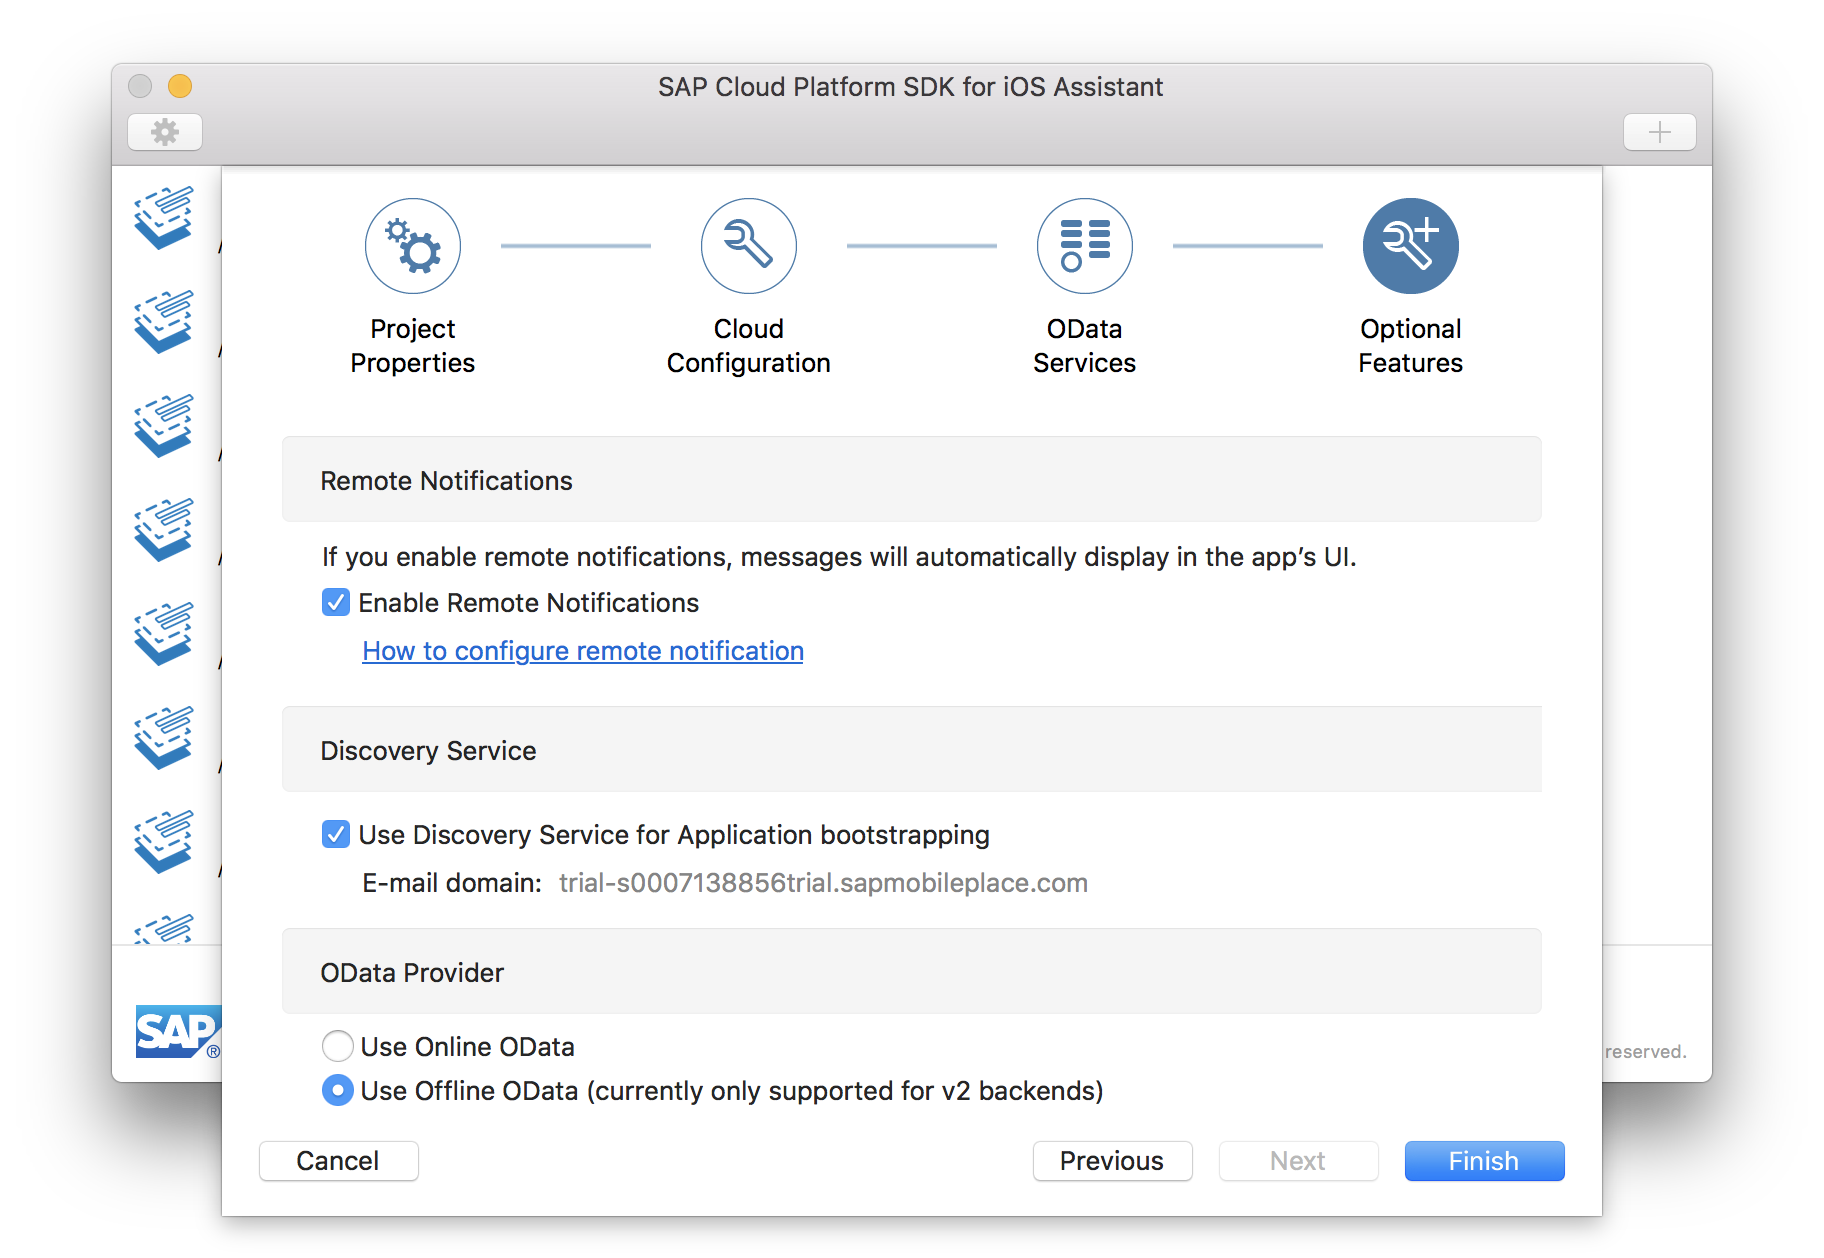 SAP Cloud Platform SDK for iOS Assistant
Project
Properties
Cloud
Configuration
OData
Services
Optional
Features
Remote Notifications
If you enable remote notifications, messages will automatically display in the app’s UI.
Enable Remote Notifications
How to configure remote notification
Discovery Service
Use Discovery Service for Application bootstrapping
E-mail domain: trial-s0007138856trial.sapmobileplace.com
OData Provider
Use Online OData
Use Offline OData (currently only supported for v2 backends)
SAP®
reserved.
Cancel
Previous
Next
Finish